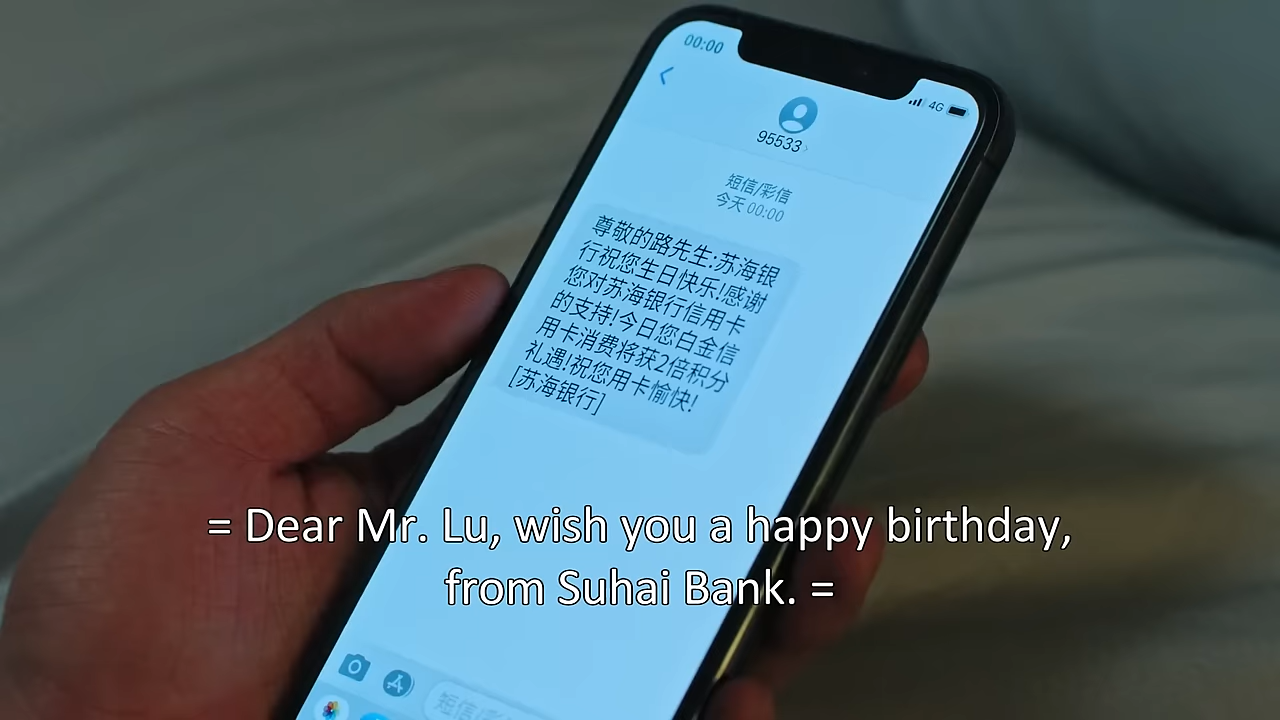 00:00
4G
95533
短信/彩信
今天 00:00
尊敬的路先生:苏海银
行祝您生日快乐!感谢
您对苏海银行信用卡
的支持!今日您白金信
用卡消费将获2倍积分
礼遇!祝您用卡愉快!
[苏海银行]
= Dear Mr. Lu, wish you a happy birthday,
from Suhai Bank. =
短信/彩